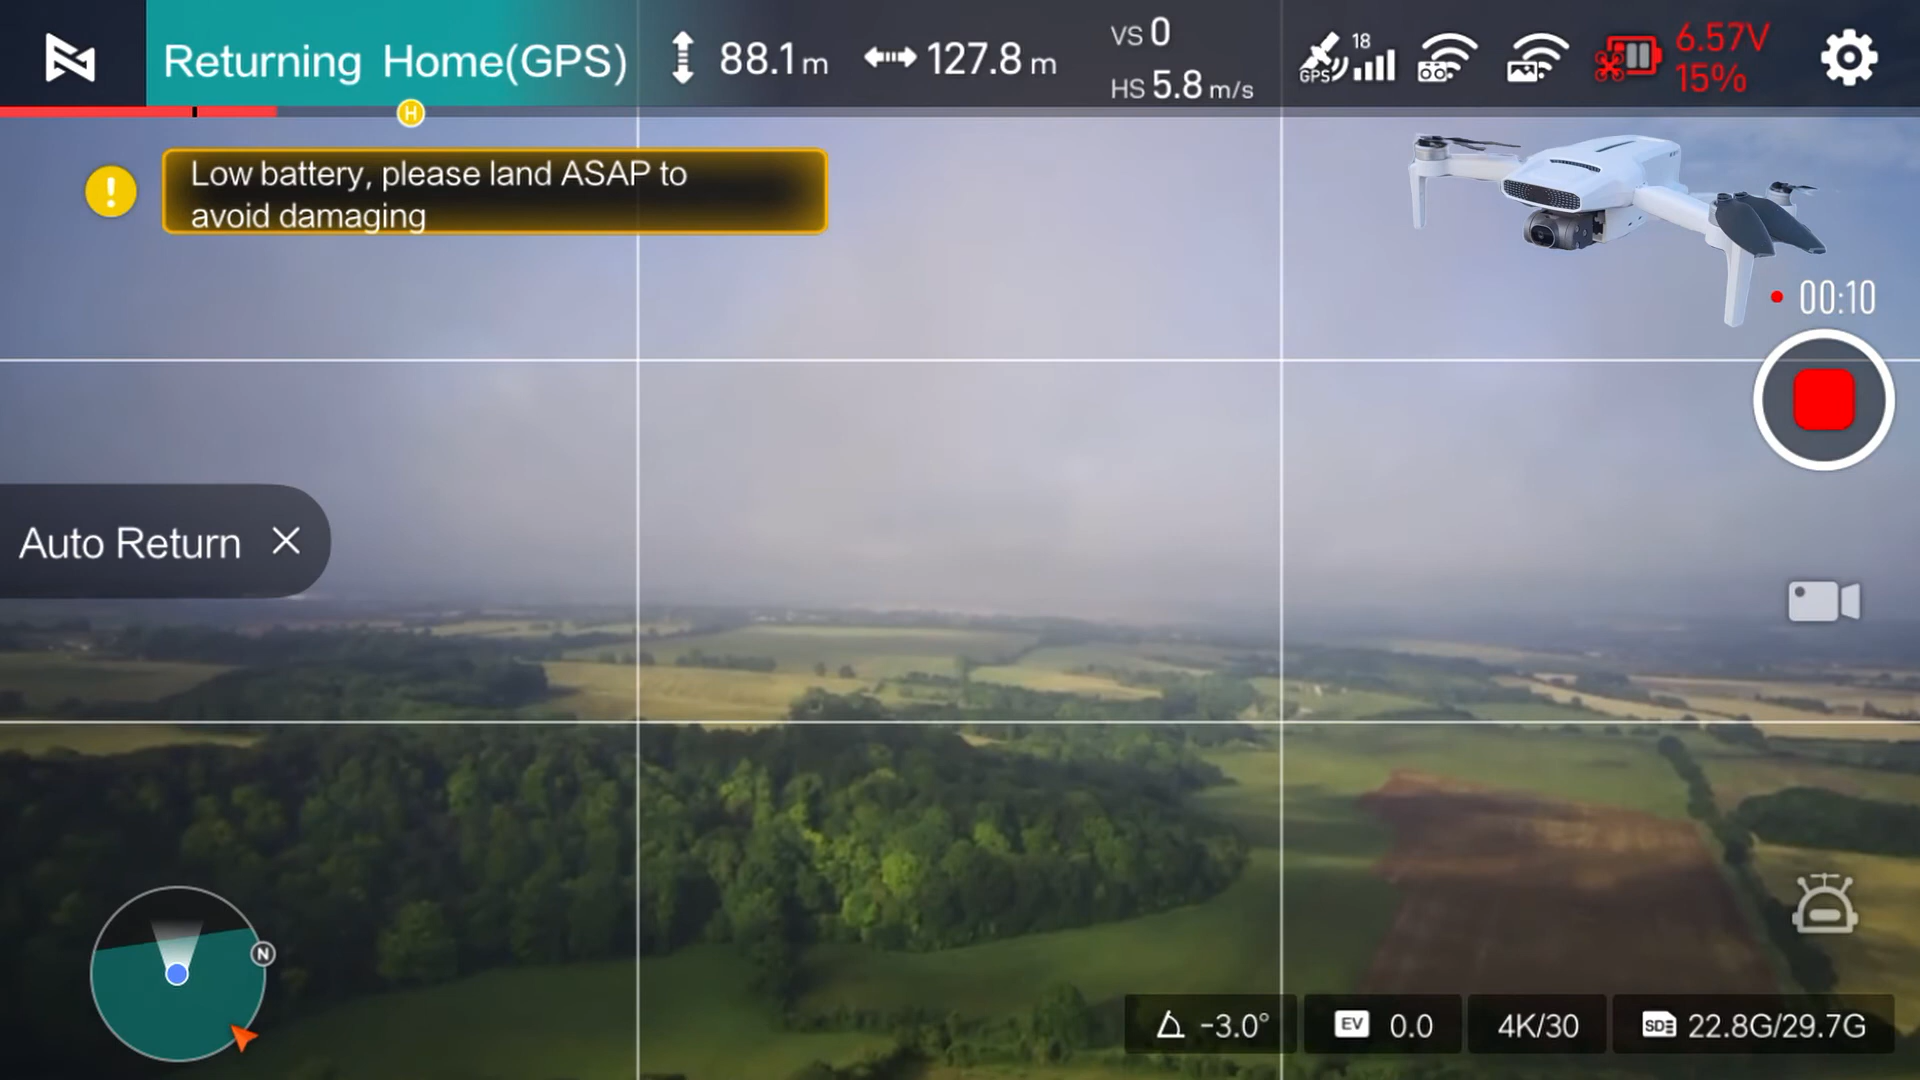 Returning Home(GPS)
88.1 m
127.8 m
VS 0
HS 5.8 m/s
GPS
18
6.57V
15%
H
Low battery, please land ASAP to
avoid damaging
00:10
Auto Return
N
-3.0°
EV 0.0
4K/30
SD 22.8G/29.7G